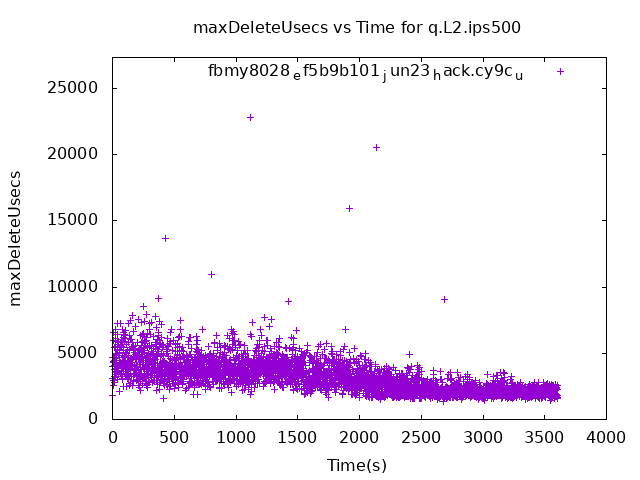 maxDeleteUsecs vs Time for q.L2.ips500
fbmy8028ef5b9b101jun23hack.cy9cu
25000
20000
15000
10000
5000
0
maxDeleteUsecs
0 500 1000 1500 2000 2500 3000 3500 4000
Time(s)